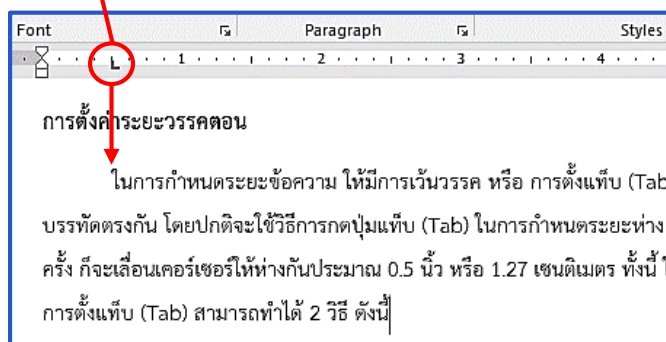 Font Paragraph Styles
1 2 3 4
การตั้งค่าระยะวรรคตอน
ในการกำหนดระยะข้อความ ให้มีการเว้นวรรค หรือ การตั้งแท็บ (Tab
บรรทัดตรงกัน โดยปกติจะใช้วิธีการกดปุ่มแท็บ (Tab) ในการกำหนดระยะห่าง
ครั้ง ก็จะเลื่อนเคอร์เซอร์ให้ห่างกันประมาณ 0.5 นิ้ว หรือ 1.27 เซนติเมตร ทั้งนี้
การตั้งแท็บ (Tab) สามารถทำได้ 2 วิธี ดังนี้